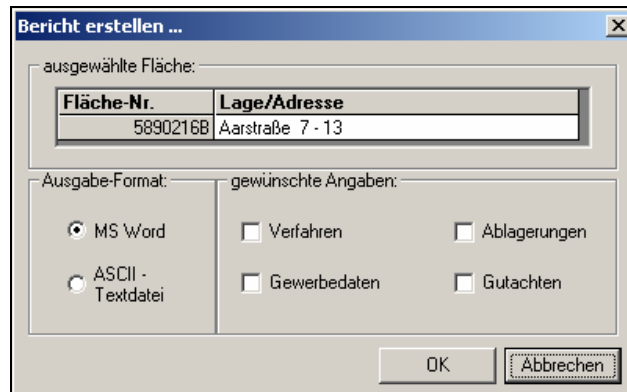 Bericht erstellen ...
ausgewählte Fläche:
Fläche-Nr. Lage/Adresse
5890216B Aarstraße 7 - 13
Ausgabe-Format:
MS Word
ASCII -
Textdatei
gewünschte Angaben:
Verfahren Ablagerungen
Gewerbedaten Gutachten
OK Abbrechen